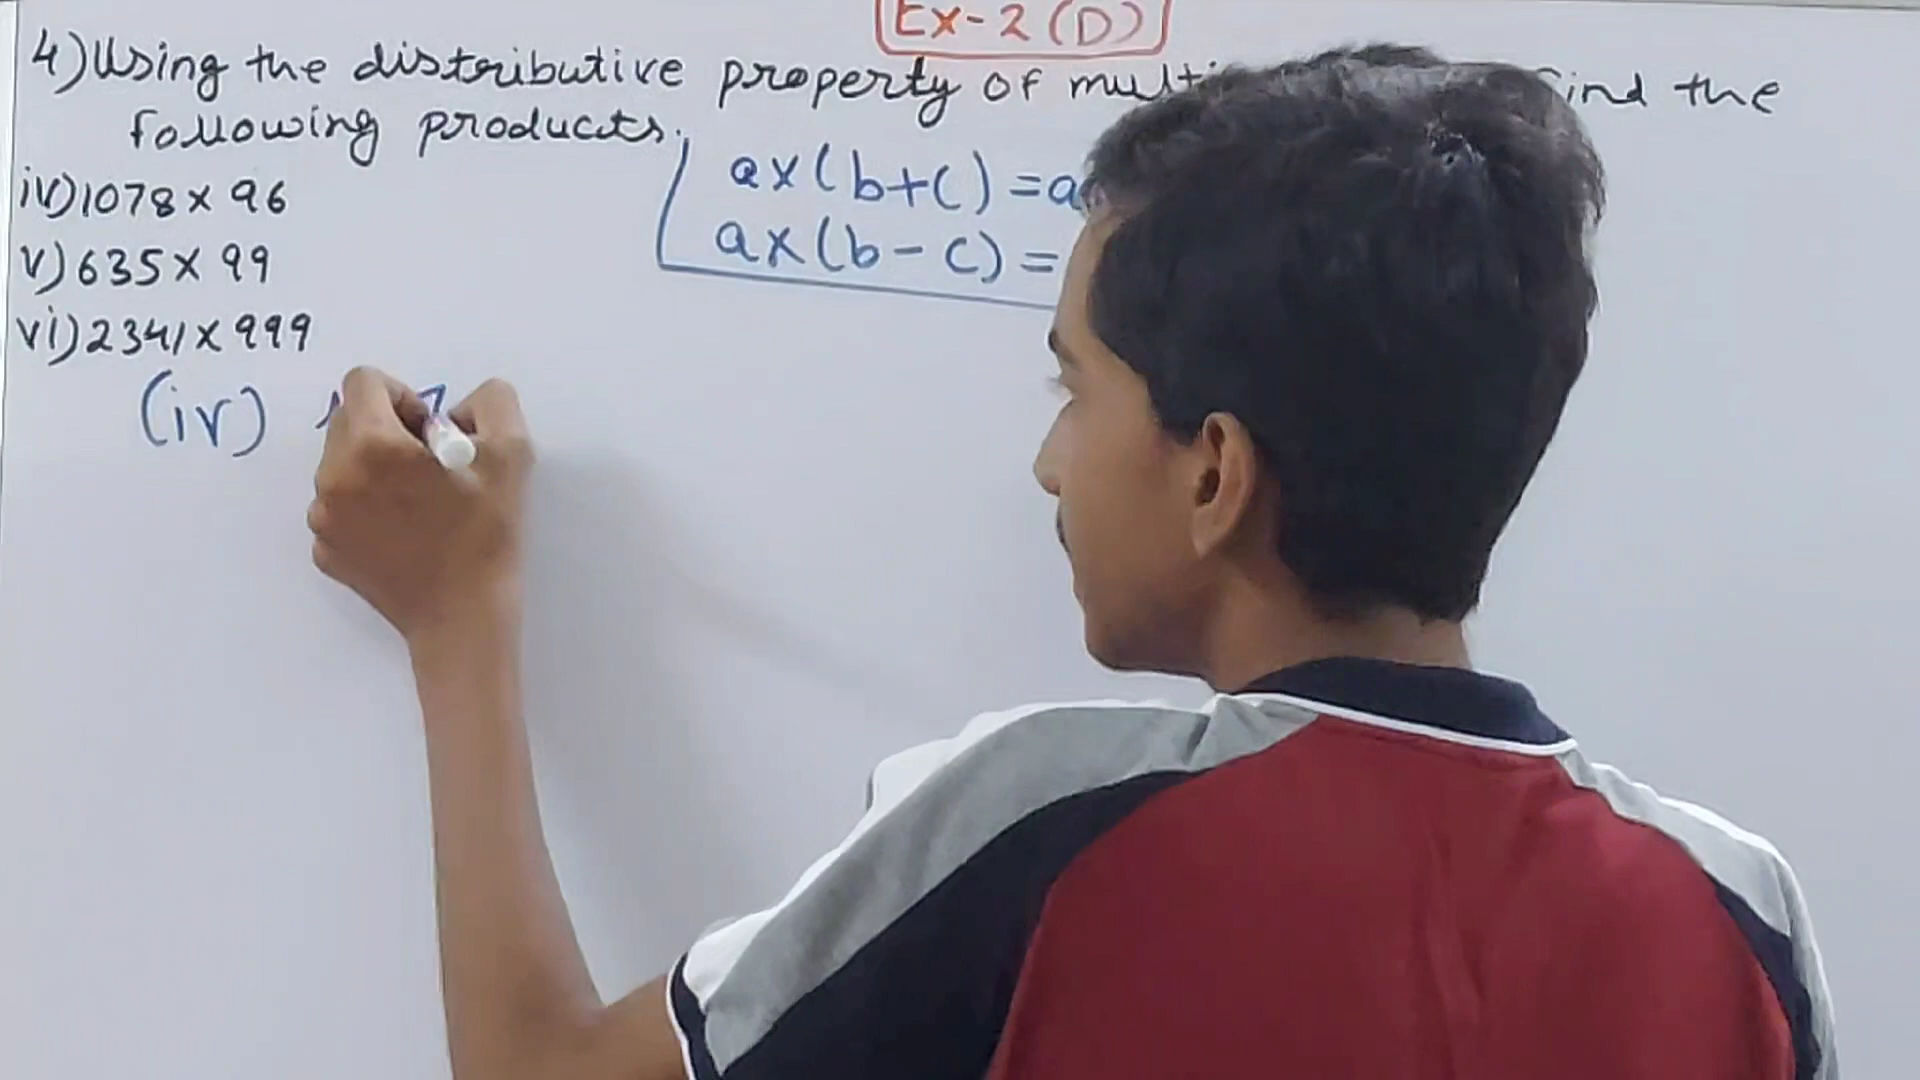 Ex-2 (D)
4) Using the distributive property of find the
following products.
iv) 1078 x 96
v) 635 x 99
vi) 2341 x 999
a x (b+c) = a
a x (b-c) =
(iv)